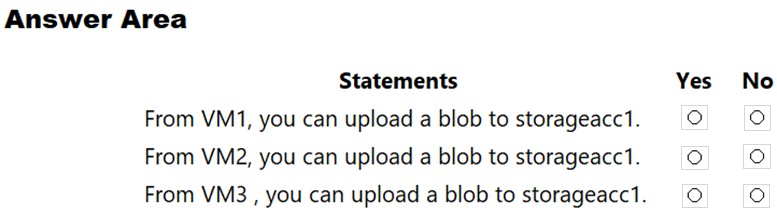 Answer Area
Statements Yes No
From VM1, you can upload a blob to storageacc1.
From VM2, you can upload a blob to storageacc1.
From VM3 , you can upload a blob to storageacc1.